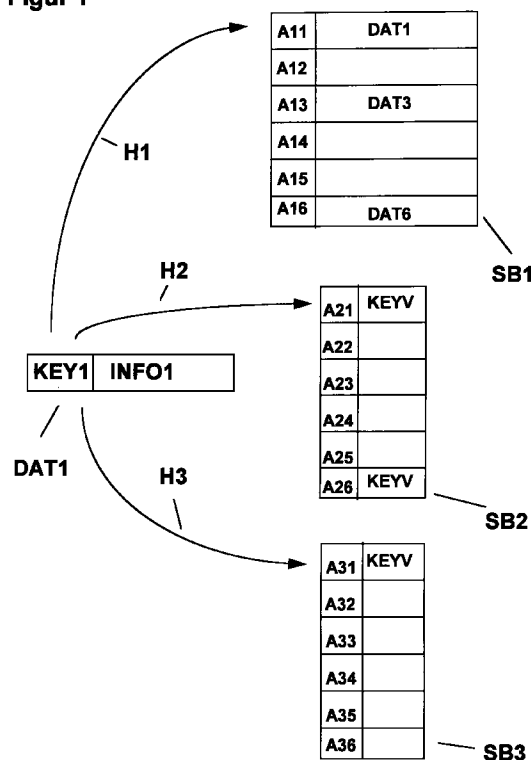 Figur 1
A11 DAT1
A12
A13 DAT3
A14
A15
A16 DAT6
H1
SB1
H2
A21 KEYV
A22
A23
A24
A25
A26 KEYV
SB2
KEY1 INFO1
DAT1
H3
A31 KEYV
A32
A33
A34
A35
A36
SB3